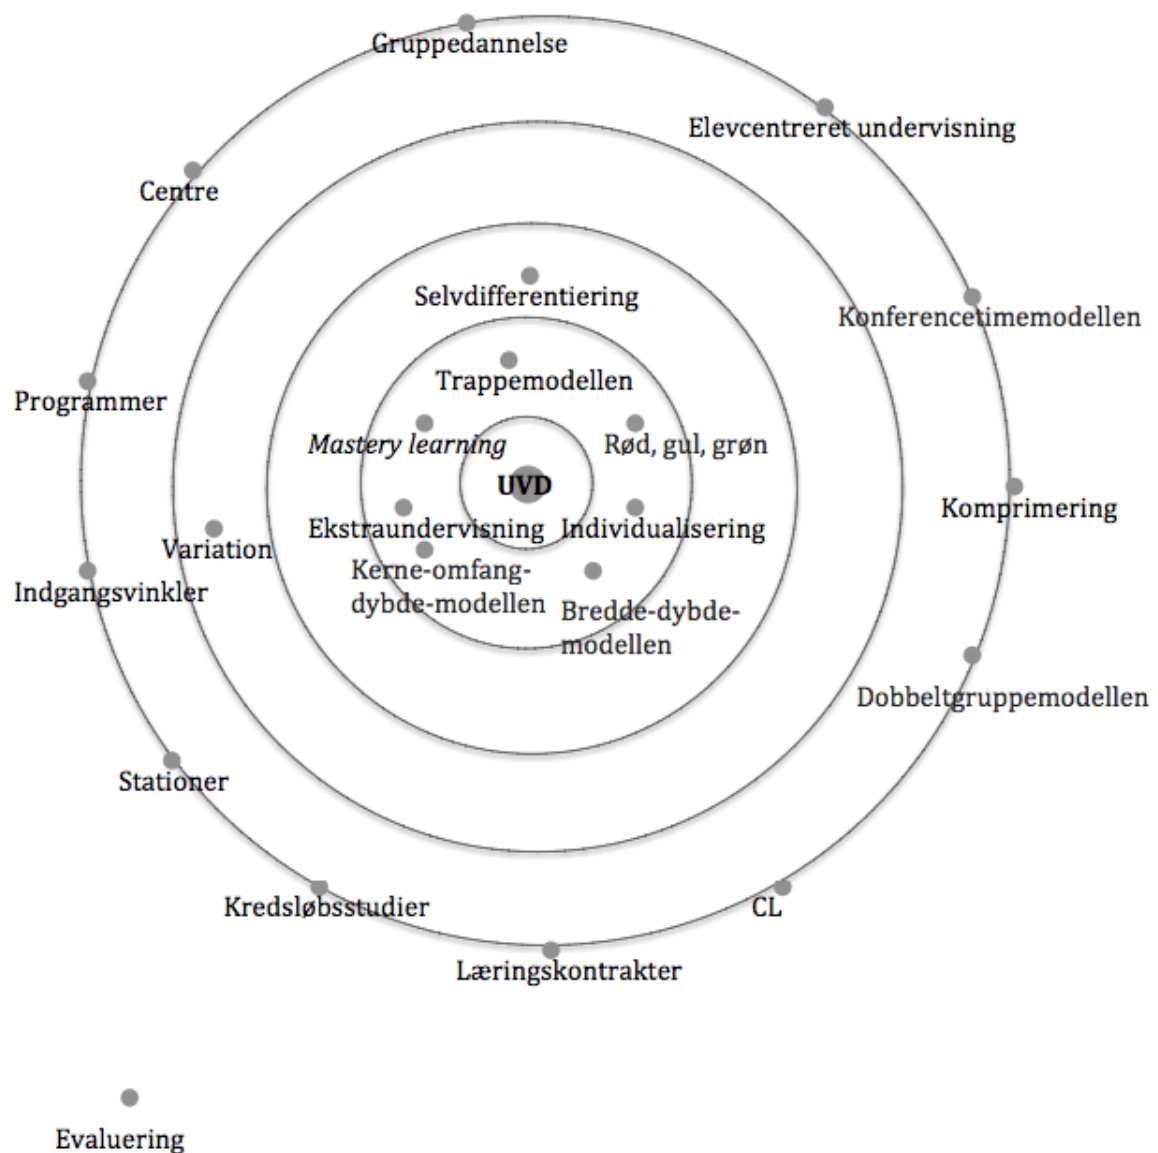 Gruppedannelse
Elevcentreret undervisning
Centre
Selvdifferentiering
Konferencetimemodellen
Trappemodellen
Programmer
Mastery learning
Rød, gul, grøn
UVD
Komprimering
Ekstraundervisning
Individualisering
Variation
Kerne-omfang-
dybde-modellen
Indgangsvinkler
Bredde-dybde-
modellen
Dobbeltgruppemodellen
Stationer
Kredsløbsstudier
CL
Læringskontrakter
Evaluering